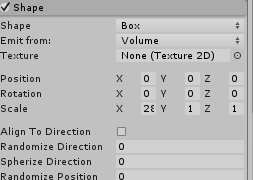 Shape
Shape Box
Emit from: Volume
Texture None (Texture 2D)
Position X 0 Y 0 Z 0
Rotation X 0 Y 0 Z 0
Scale X 28 Y 1 Z 1
Align To Direction
Randomize Direction 0
Spherize Direction 0
Randomize Position 0